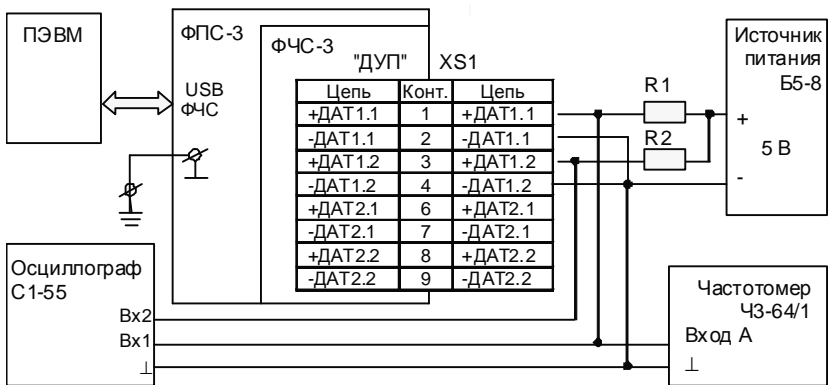 ПЭВМ
ФПС-3
ФЧС-3
"ДУП" XS1
USB
ФЧС
Цепь Конт. Цепь
+ДАТ1.1 1 +ДАТ1.1
-ДАТ1.1 2 -ДАТ1.1
+ДАТ1.2 3 +ДАТ1.2
-ДАТ1.2 4 -ДАТ1.2
+ДАТ2.1 6 +ДАТ2.1
-ДАТ2.1 7 -ДАТ2.1
+ДАТ2.2 8 +ДАТ2.2
-ДАТ2.2 9 -ДАТ2.2
R1
R2
Источник
питания
Б5-8
+
5 В
-
Осциллограф
С1-55
Вх2
Вх1
⊥
Частотомер
ЧЗ-64/1
Вход А
⊥